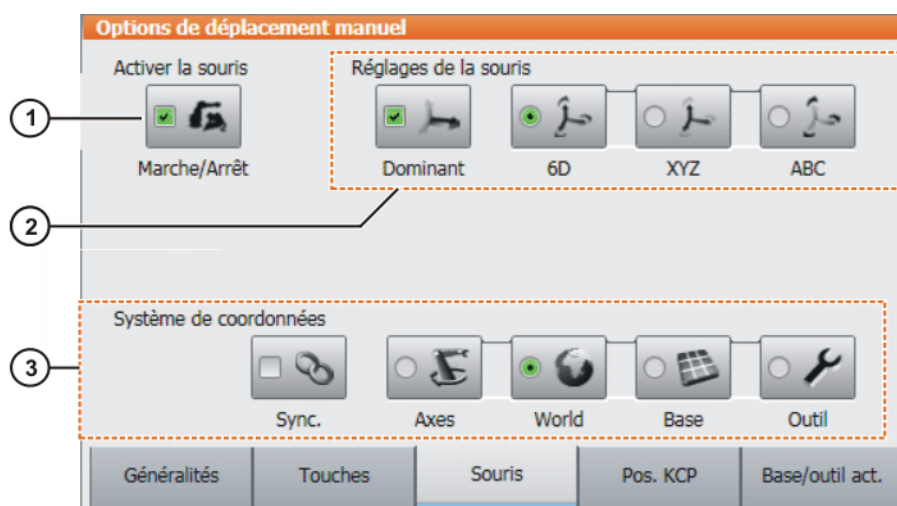 Options de déplacement manuel
Activer la souris
Réglages de la souris
1
Marche/Arrêt
Dominant
6D
XYZ
ABC
2
Système de coordonnées
3
Sync.
Axes
World
Base
Outil
Généralités
Touches
Souris
Pos. KCP
Base/outil act.